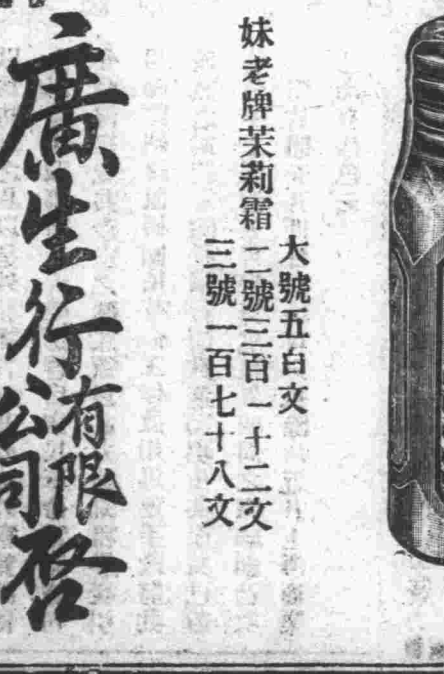 妹老牌茉莉霜
大號五百文
二號三百一十二文
三號一百七十八文
廣生行有限公司啓